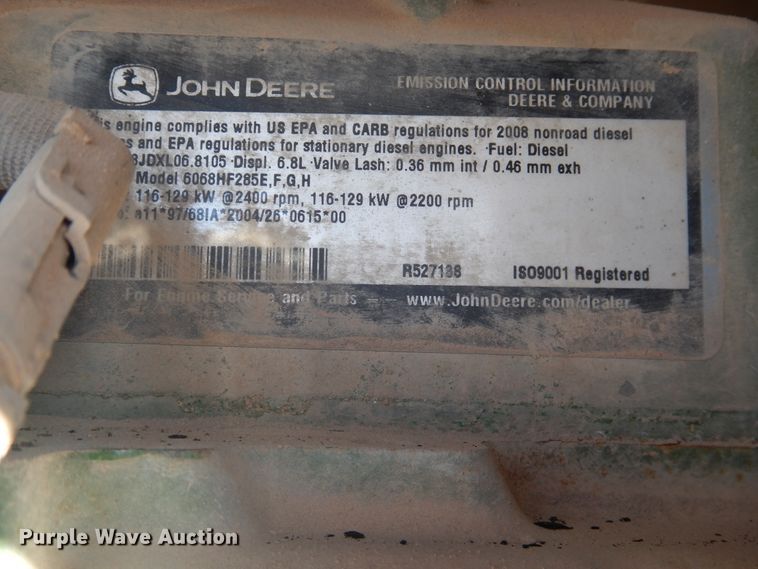 JOHN DEERE
EMISSION CONTROL INFORMATION
DEERE & COMPANY
engine complies with US EPA and CARB regulations for 2008 nonroad diesel
and EPA regulations for stationary diesel engines. Fuel: Diesel
8JDXL06.8105 Displ. 6.8L Valve Lash: 0.36 mm int / 0.46 mm exh
Model 6068HF285E,F,G,H
116-129 kW @2400 rpm, 116-129 kW @2200 rpm
97/68IA*2004/26*0615*00
R527188 ISO9001 Registered
For Engine Service and Parts www.JohnDeere.com/dealer
Purple Wave Auction